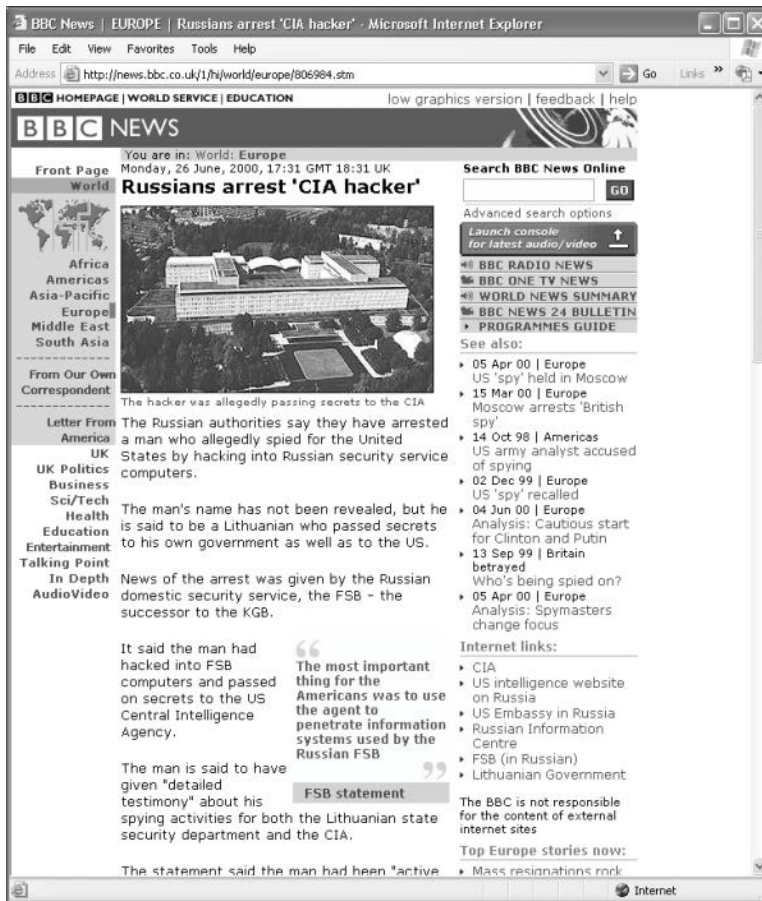 BBC News | EUROPE | Russians arrest 'CIA hacker' - Microsoft Internet Explorer
File Edit View Favorites Tools Help
Address http://news.bbc.co.uk/1/hi/world/europe/806984.stm Go Links »
BBC HOMEPAGE | WORLD SERVICE | EDUCATION
low graphics version | feedback | help
BBC NEWS
You are in: World: Europe
Front Page
World
Africa
Americas
Asia-Pacific
Europe
Middle East
South Asia
From Our Own
Correspondent
Letter From
America
UK
UK Politics
Business
Sci/Tech
Health
Education
Entertainment
Talking Point
In Depth
AudioVideo
Monday, 26 June, 2000, 17:31 GMT 18:31 UK
Russians arrest 'CIA hacker'
The hacker was allegedly passing secrets to the CIA
The Russian authorities say they have arrested
a man who allegedly spied for the United
States by hacking into Russian security service
computers.
The man's name has not been revealed, but he
is said to be a Lithuanian who passed secrets
to his own government as well as to the US.
News of the arrest was given by the Russian
domestic security service, the FSB - the
successor to the KGB.
It said the man had
hacked into FSB
computers and passed
on secrets to the US
Central Intelligence
Agency.
“
The most important
thing for the
Americans was to use
the agent to
penetrate information
systems used by the
Russian FSB
”
FSB statement
The man is said to have
given "detailed
testimony" about his
spying activities for both the Lithuanian state
security department and the CIA.
The statement said the man had been "active
Search BBC News Online
GO
Advanced search options
Launch console
for latest audio/video
BBC RADIO NEWS
BBC ONE TV NEWS
WORLD NEWS SUMMARY
BBC NEWS 24 BULLETIN
PROGRAMMES GUIDE
See also:
05 Apr 00 | Europe
US 'spy' held in Moscow
15 Mar 00 | Europe
Moscow arrests 'British
spy'
14 Oct 98 | Americas
US army analyst accused
of spying
02 Dec 99 | Europe
US 'spy' recalled
04 Jun 00 | Europe
Analysis: Cautious start
for Clinton and Putin
13 Sep 99 | Britain
betrayed
Who's being spied on?
05 Apr 00 | Europe
Analysis: Spymasters
change focus
Internet links:
CIA
US intelligence website
on Russia
US Embassy in Russia
Russian Information
Centre
FSB (in Russian)
Lithuanian Government
The BBC is not responsible
for the content of external
internet sites
Top Europe stories now:
Mass resignations rock
Internet